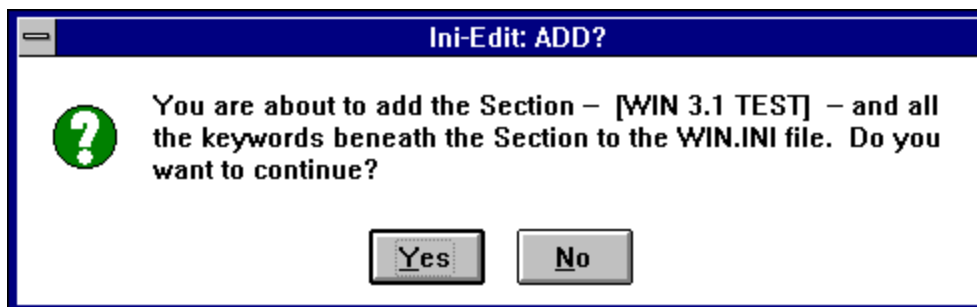 Ini-Edit: ADD?
You are about to add the Section – [WIN 3.1 TEST] – and all
the keywords beneath the Section to the WIN.INI file. Do you
want to continue?
Yes No